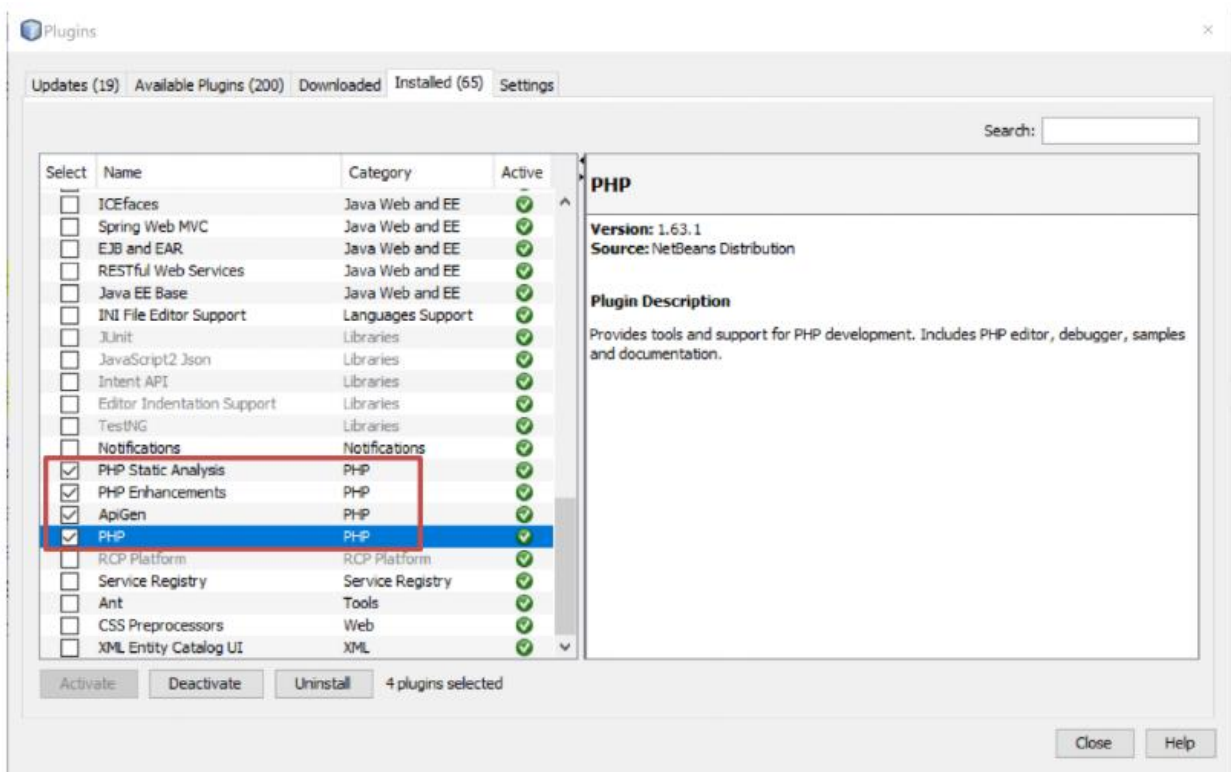 Plugins
Updates (19) Available Plugins (200) Downloaded Installed (65) Settings
Search:
Select Name Category Active
ICEfaces Java Web and EE
Spring Web MVC Java Web and EE
EJB and EAR Java Web and EE
RESTful Web Services Java Web and EE
Java EE Base Java Web and EE
INI File Editor Support Languages Support
JUnit Libraries
JavaScript2 Json Libraries
Intent API Libraries
Editor Indentation Support Libraries
TestNG Libraries
Notifications Notifications
PHP Static Analysis PHP
PHP Enhancements PHP
ApiGen PHP
PHP PHP
RCP Platform RCP Platform
Service Registry Service Registry
Ant Tools
CSS Preprocessors Web
XML Entity Catalog UI XML
PHP
Version: 1.63.1
Source: NetBeans Distribution
Plugin Description
Provides tools and support for PHP development. Includes PHP editor, debugger, samples
and documentation.
Activate Deactivate Uninstall 4 plugins selected
Close Help